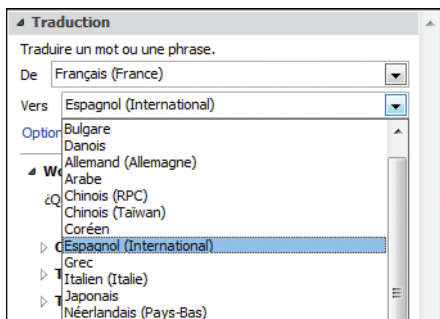 Traduction
Traduire un mot ou une phrase.
De Français (France)
Vers Espagnol (International)
Option
Bulgare
Danois
Allemand (Allemagne)
Arabe
Chinois (RPC)
Chinois (Taïwan)
Coréen
Espagnol (International)
Grec
Italien (Italie)
Japonais
Néerlandais (Pays-Bas)